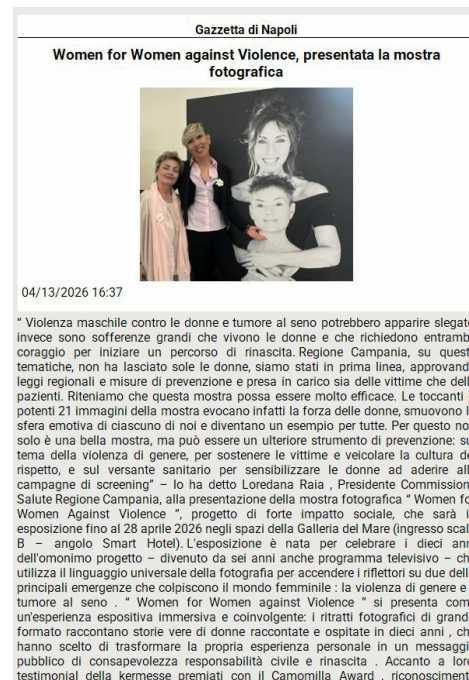 Gazzetta di Napoli
Women for Women against Violence, presentata la mostra
fotografica
04/13/2026 16:37
“ Violenza maschile contro le donne e tumore al seno potrebbero apparire slegate
invece sono sofferenze grandi che vivono le donne e che richiedono entramb
coraggio per iniziare un percorso di rinascita. Regione Campania, su quest
tematiche, non ha lasciato sole le donne, siamo stati in prima linea, approvand
leggi regionali e misure di prevenzione e presa in carico sia delle vittime che dell
pazienti. Riteniamo che questa mostra possa essere molto efficace. Le toccanti
potenti 21 immagini della mostra evocano infatti la forza delle donne, smuovono l
sfera emotiva di ciascuno di noi e diventano un esempio per tutte. Per questo no
solo è una bella mostra, ma può essere un ulteriore strumento di prevenzione: su
tema della violenza di genere, per sostenere le vittime e veicolare la cultura de
rispetto, e sul versante sanitario per sensibilizzare le donne ad aderire all
campagne di screening” – lo ha detto Loredana Raia , Presidente Commission
Salute Regione Campania, alla presentazione della mostra fotografica “ Women fo
Women Against Violence ”, progetto di forte impatto sociale, che sarà i
esposizione fino al 28 aprile 2026 negli spazi della Galleria del Mare (ingresso scal
B – angolo Smart Hotel). L'esposizione è nata per celebrare i dieci ann
dell'omonimo progetto – divenuto da sei anni anche programma televisivo – ch
utilizza il linguaggio universale della fotografia per accendere i riflettori su due dell
principali emergenze che colpiscono il mondo femminile : la violenza di genere e
tumore al seno . “ Women for Women against Violence ” si presenta com
un'esperienza espositiva immersiva e coinvolgente: i ritratti fotografici di grand
formato raccontano storie vere di donne raccontate e ospitate in dieci anni , ch
hanno scelto di trasformare la propria esperienza personale in un messaggi
pubblico di consapevolezza responsabilità civile e rinascita . Accanto a lor
testimonial della kermesse premiati con il Camomilla Award , riconosciment